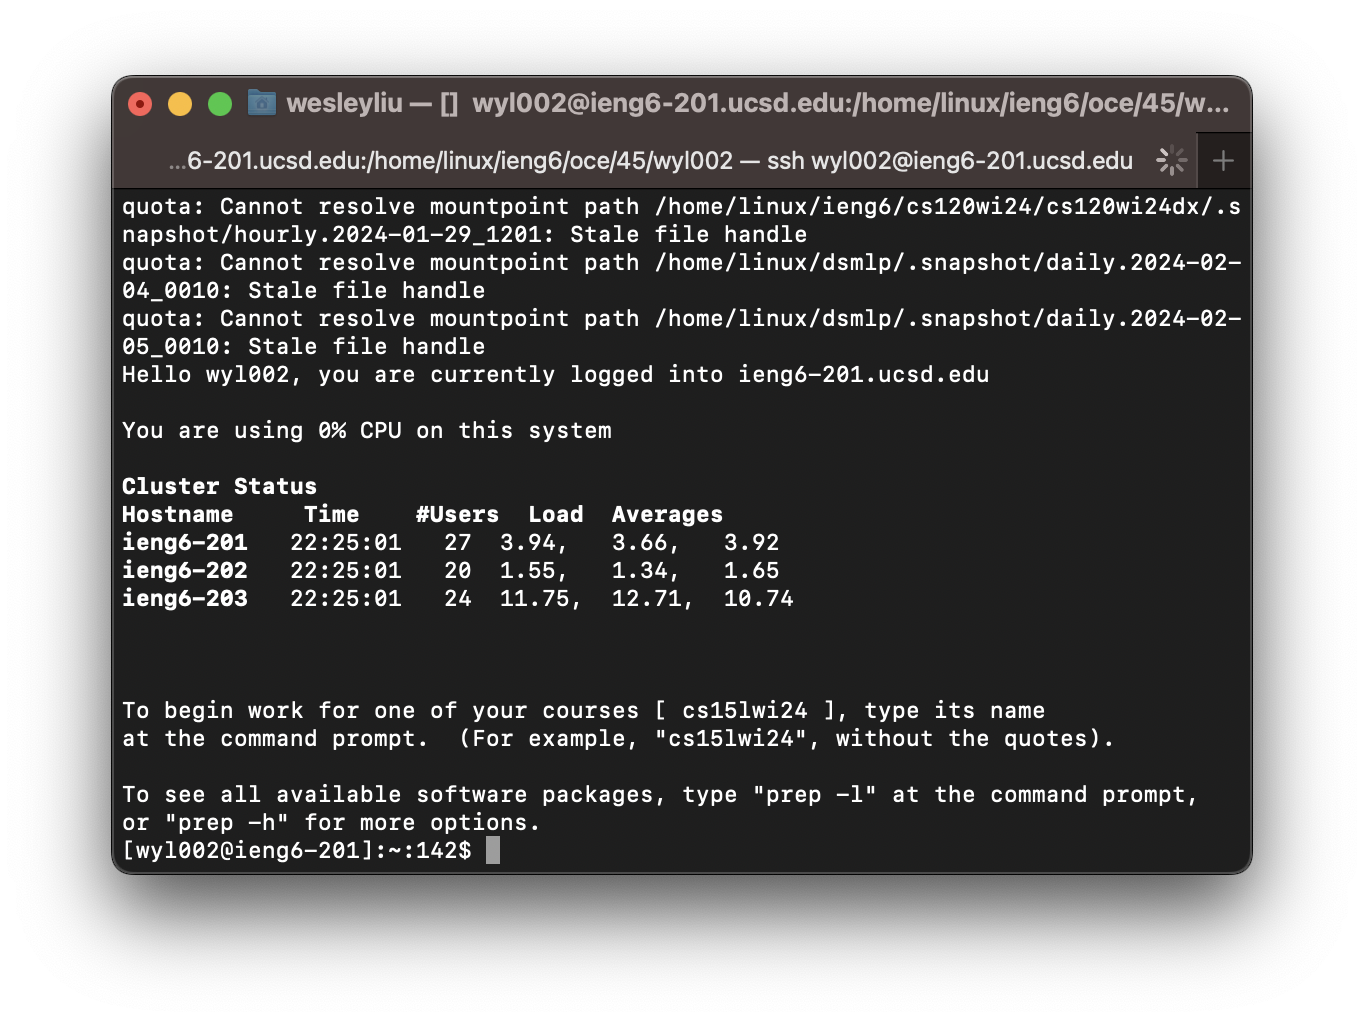 wesleyliu — [] wyl002@ieng6-201.ucsd.edu:/home/linux/ieng6/oce/45/w...
...6-201.ucsd.edu:/home/linux/ieng6/oce/45/wyl002 — ssh wyl002@ieng6-201.ucsd.edu
quota: Cannot resolve mountpoint path /home/linux/ieng6/cs120wi24/cs120wi24dx/.s
napshot/hourly.2024-01-29_1201: Stale file handle
quota: Cannot resolve mountpoint path /home/linux/dsmlp/.snapshot/daily.2024-02-
04_0010: Stale file handle
quota: Cannot resolve mountpoint path /home/linux/dsmlp/.snapshot/daily.2024-02-
05_0010: Stale file handle
Hello wyl002, you are currently logged into ieng6-201.ucsd.edu
You are using 0% CPU on this system
Cluster Status
Hostname     Time    #Users  Load  Averages
ieng6-201   22:25:01   27  3.94,   3.66,   3.92
ieng6-202   22:25:01   20  1.55,   1.34,   1.65
ieng6-203   22:25:01   24  11.75,  12.71,  10.74
To begin work for one of your courses [ cs15lwi24 ], type its name
at the command prompt.  (For example, "cs15lwi24", without the quotes).
To see all available software packages, type "prep -l" at the command prompt,
or "prep -h" for more options.
[wyl002@ieng6-201]:~:142$